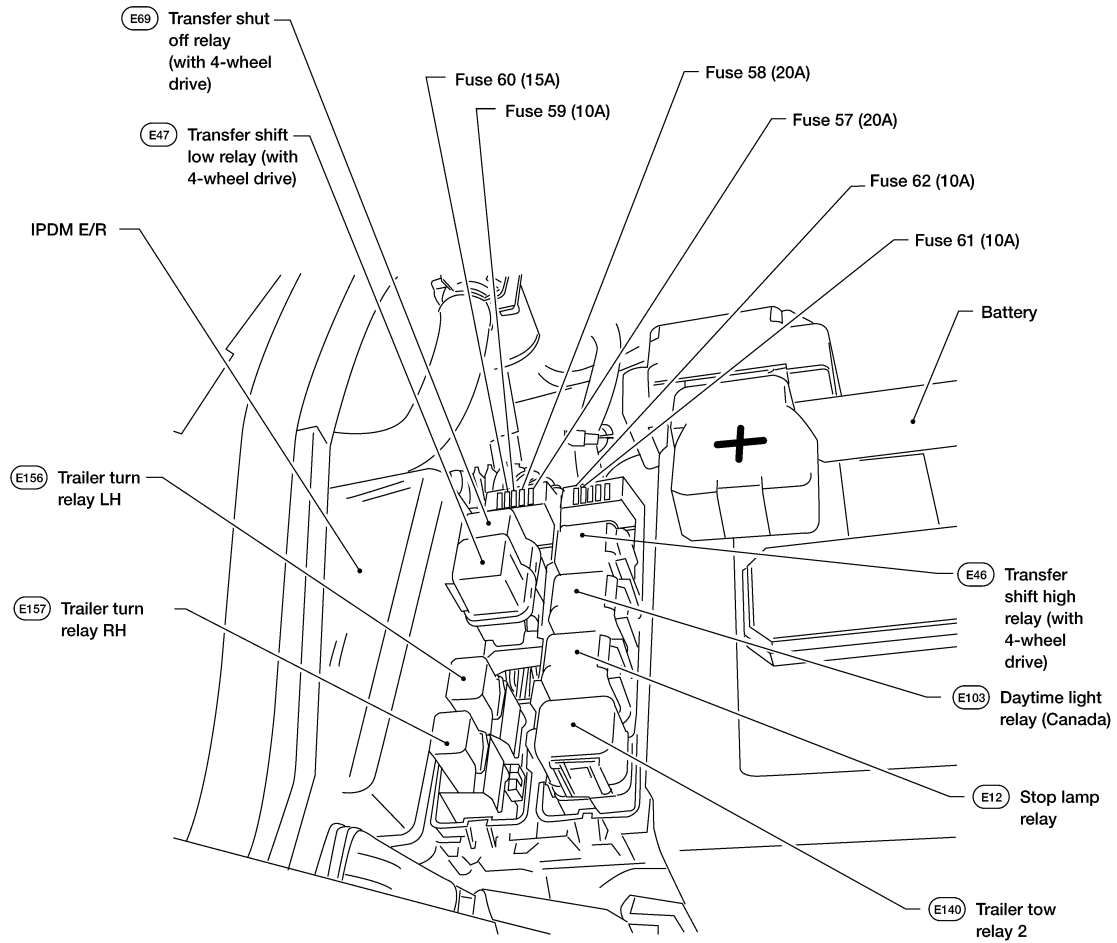 E69 Transfer shut
off relay
(with 4-wheel
drive)
Fuse 60 (15A)
Fuse 58 (20A)
Fuse 59 (10A)
Fuse 57 (20A)
E47 Transfer shift
low relay (with
4-wheel drive)
Fuse 62 (10A)
IPDM E/R
Fuse 61 (10A)
Battery
E156 Trailer turn
relay LH
E46 Transfer
shift high
relay (with
4-wheel
drive)
E157 Trailer turn
relay RH
E103 Daytime light
relay (Canada)
E12 Stop lamp
relay
E140 Trailer tow
relay 2